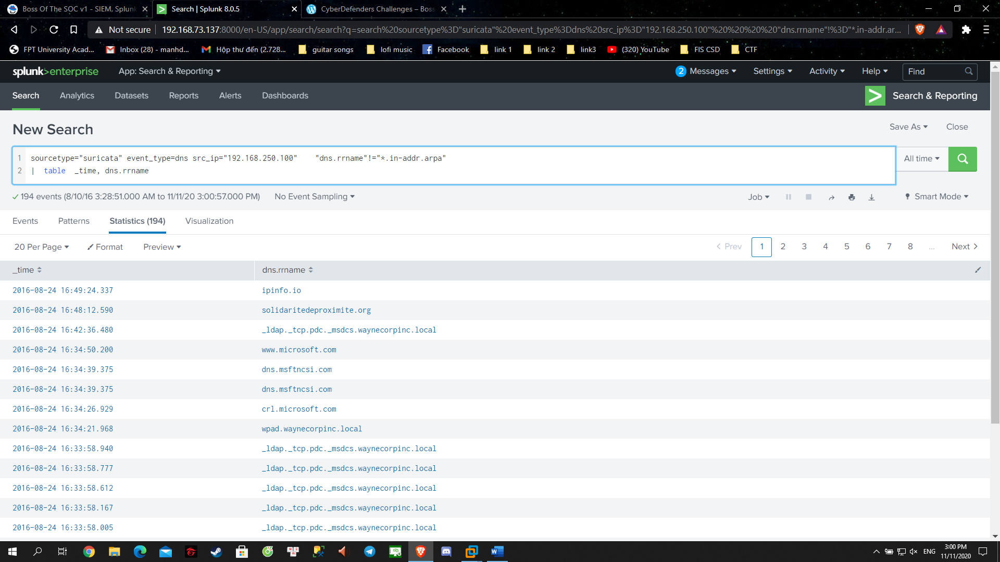 Boss Of The SOC v1 - SIEM, Splunk
Search | Splunk 8.0.5
CyberDefenders Challenges – Boss
Not secure
192.168.73.137:8000/en-US/app/search/search?q=search%20sourcetype%3D"suricata"%20event_type%3Ddns%20src_ip%3D"192.168.250.100"%20%20%20%20"dns.rrname"!%3D"*.in-addr.ar...
FPT University Acad...
Inbox (28) - manhd...
Hộp thư đến (2.728...
guitar songs
lofi music
Facebook
link 1
link 2
link3
(320) YouTube
FIS CSD
CTF
splunk>enterprise
App: Search & Reporting
2
Messages
Settings
Activity
Help
Find
Search
Analytics
Datasets
Reports
Alerts
Dashboards
Search & Reporting
New Search
Save As
Close
1 sourcetype="suricata" event_type=dns src_ip="192.168.250.100"    "dns.rrname"!="*.in-addr.arpa"
2 |  table  _time, dns.rrname
All time
194 events (8/10/16 3:28:51.000 AM to 11/11/20 3:00:57.000 PM)
No Event Sampling
Job
Smart Mode
Events
Patterns
Statistics (194)
Visualization
20 Per Page
Format
Preview
Prev
1 2 3 4 5 6 7 8 ...
Next
_time dns.rrname
2016-08-24 16:49:24.337 ipinfo.io
2016-08-24 16:48:12.590 solidaritedeproximite.org
2016-08-24 16:42:36.480 _ldap._tcp.pdc._msdcs.waynecorpinc.local
2016-08-24 16:34:50.200 www.microsoft.com
2016-08-24 16:34:39.375 dns.msftncsi.com
2016-08-24 16:34:39.375 dns.msftncsi.com
2016-08-24 16:34:26.929 crl.microsoft.com
2016-08-24 16:34:21.968 wpad.waynecorpinc.local
2016-08-24 16:33:58.940 _ldap._tcp.pdc._msdcs.waynecorpinc.local
2016-08-24 16:33:58.777 _ldap._tcp.pdc._msdcs.waynecorpinc.local
2016-08-24 16:33:58.612 _ldap._tcp.pdc._msdcs.waynecorpinc.local
2016-08-24 16:33:58.167 _ldap._tcp.pdc._msdcs.waynecorpinc.local
2016-08-24 16:33:58.005 _ldap._tcp.pdc._msdcs.waynecorpinc.local
ENG
3:00 PM
11/11/2020